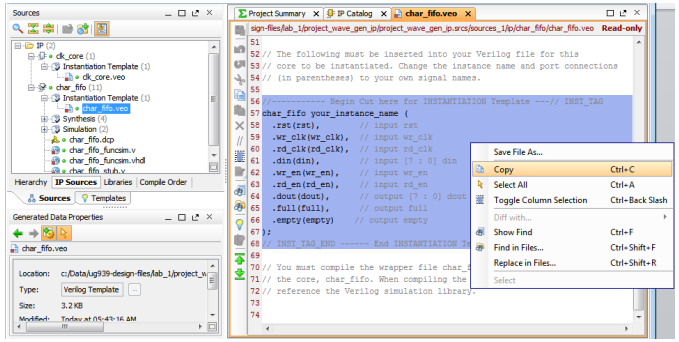 Sources
IP (2)
clk_core (1)
Instantiation Template (1)
clk_core.veo
char_fifo (11)
Instantiation Template (1)
char_fifo.veo
Synthesis (4)
Simulation (2)
char_fifo.dcp
char_fifo_funcsim.v
char_fifo_funcsim.vhdl
char_fifo_stub.v
Hierarchy IP Sources Libraries Compile Order
Sources Templates
Generated Data Properties
char_fifo.veo
Location: c:/Data/ug939-design-files/lab_1/project_w
Type: Verilog Template ...
Size: 3.2 KB
Modified: Today at 05:43:16 AM
Project Summary x IP Catalog x char_fifo.veo x
sign-files/lab_1/project_wave_gen_ip/project_wave_gen_ip.srcs/sources_1/ip/char_fifo/char_fifo.veo Read-only
51
52 // The following must be inserted into your Verilog file for this
53 // core to be instantiated. Change the instance name and port connections
54 // (in parentheses) to your own signal names.
55
56 //----------- Begin Cut here for INSTANTIATION Template ---// INST_TAG
57 char_fifo your_instance_name (
58 .rst(rst), // input rst
59 .wr_clk(wr_clk), // input wr_clk
60 .rd_clk(rd_clk), // input rd_clk
61 .din(din), // input [7 : 0] din
62 .wr_en(wr_en), // input wr_en
63 .rd_en(rd_en), // input rd_en
64 .dout(dout), // output [7 : 0] dout
65 .full(full), // output full
66 .empty(empty) // output empty
67 );
68 // INST_TAG_END ------ End INSTANTIATION Te
69
70 // You must compile the wrapper file char_f
71 // the core, char_fifo. When compiling the
72 // reference the Verilog simulation library.
73
74
Save File As...
Copy Ctrl+C
Select All Ctrl+A
Toggle Column Selection Ctrl+Back Slash
Diff with...
Show Find Ctrl+F
Find in Files... Ctrl+Shift+F
Replace in Files... Ctrl+Shift+R
Select